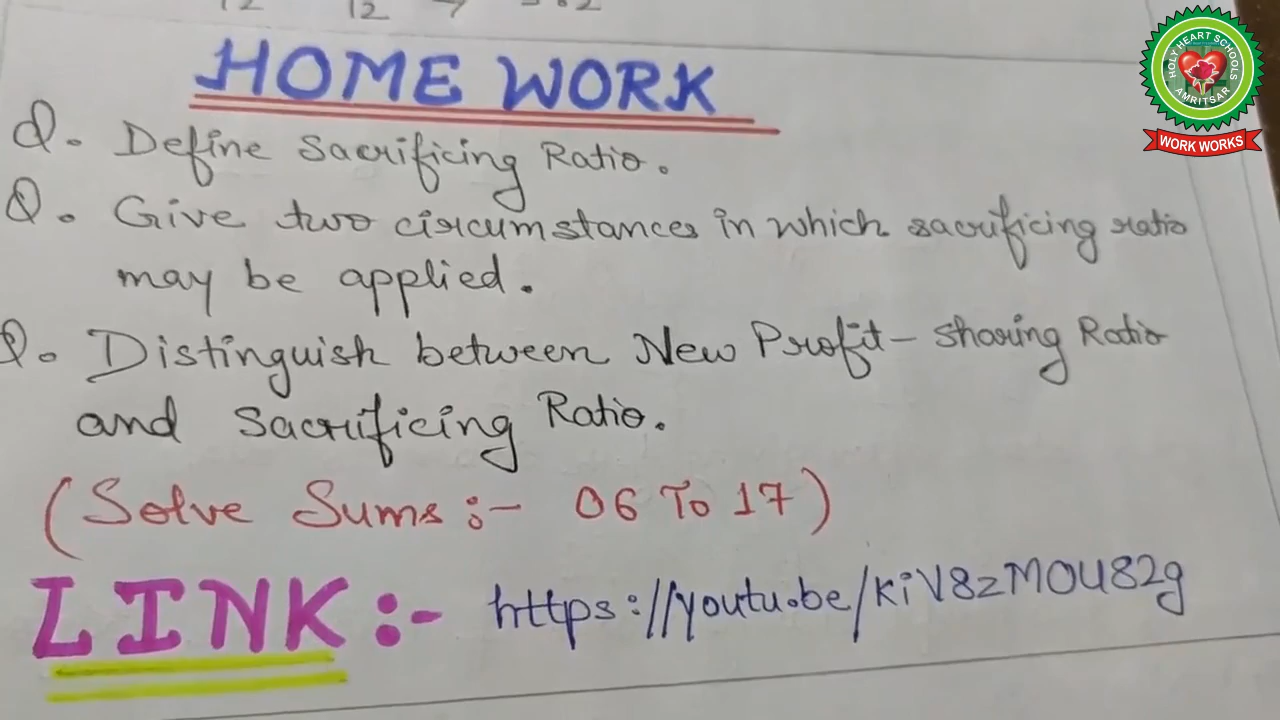 HOME WORK
Q. Define Sacrificing Ratio.
Q. Give two circumstances in which sacrificing ratio
may be applied.
Q. Distinguish between New Profit-sharing Ratio
and Sacrificing Ratio.
(Solve Sums:- 06 To 17)
LINK:- https://youtu.be/KiV8zMOU82g
HOLY HEART SCHOOLS
AMRITSAR
WORK WORKS